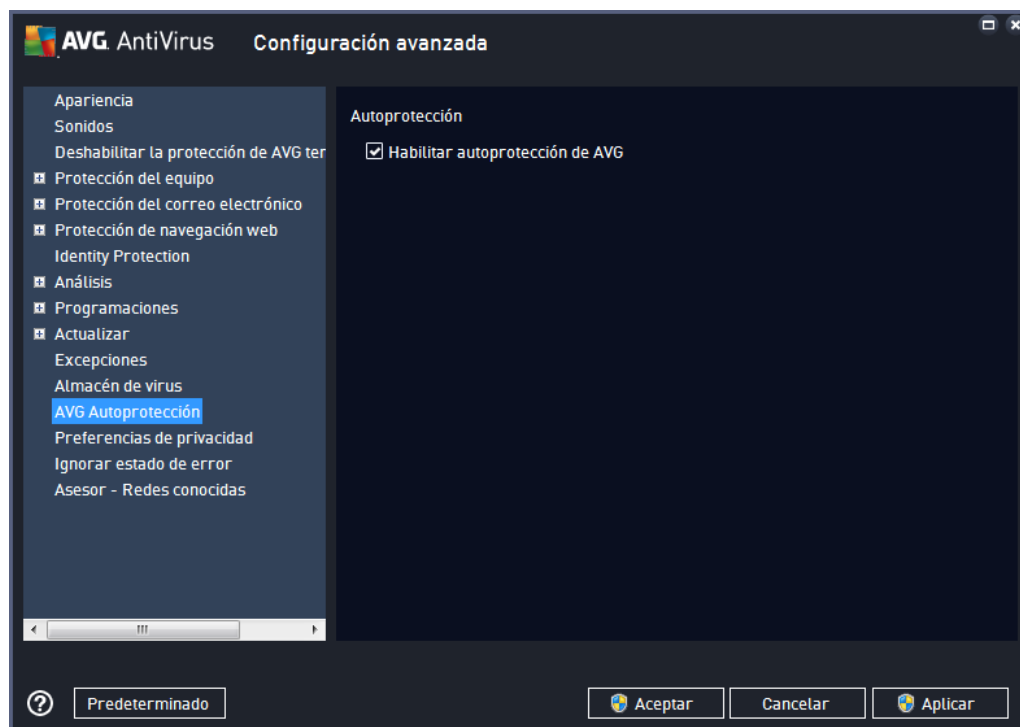 AVG. AntiVirus Configuración avanzada
Apariencia
Sonidos
Deshabilitar la protección de AVG ter
Protección del equipo
Protección del correo electrónico
Protección de navegación web
Identity Protection
Análisis
Programaciones
Actualizar
Excepciones
Almacén de virus
AVG Autoprotección
Preferencias de privacidad
Ignorar estado de error
Asesor - Redes conocidas
Autoprotección
Habilitar autoprotección de AVG
? Predeterminado Aceptar Cancelar Aplicar